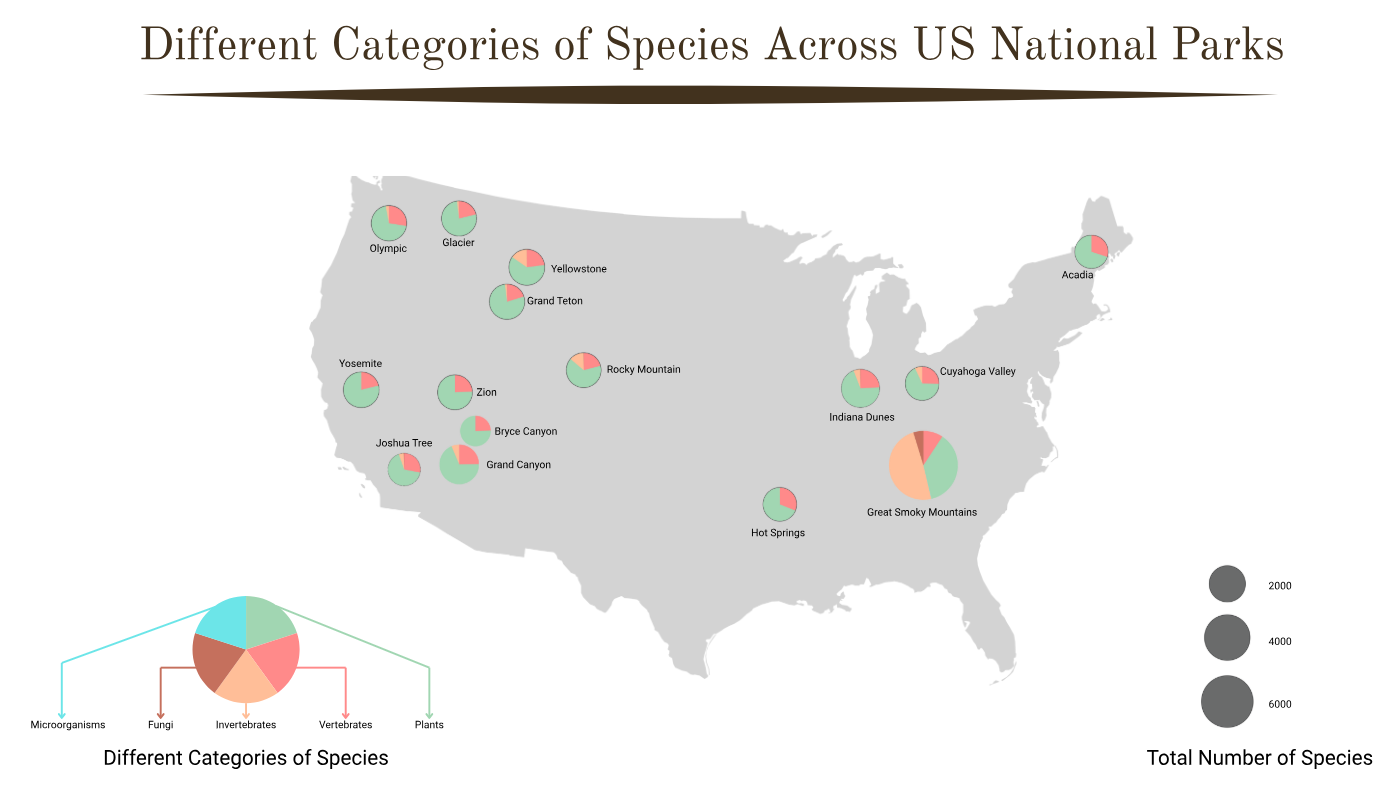 Different Categories of Species Across US National Parks
Olympic
Glacier
Yellowstone
Grand Teton
Acadia
Yosemite
Zion
Rocky Mountain
Cuyahoga Valley
Indiana Dunes
Bryce Canyon
Joshua Tree
Grand Canyon
Great Smoky Mountains
Hot Springs
2000
4000
6000
Total Number of Species
Microorganisms
Fungi
Invertebrates
Vertebrates
Plants
Different Categories of Species